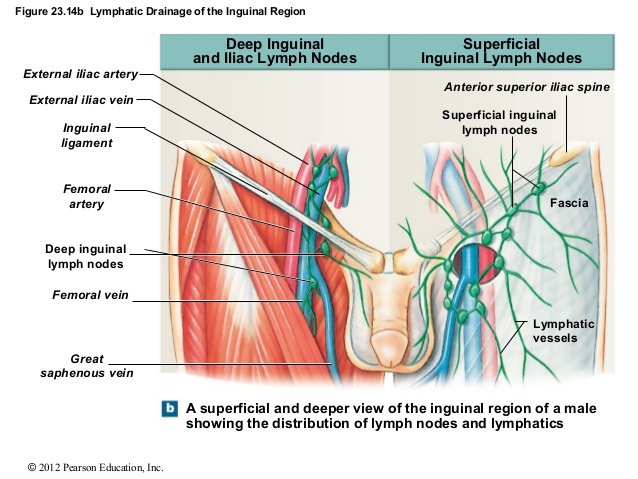 Figure 23.14b  Lymphatic Drainage of the Inguinal Region
Deep Inguinal
and Iliac Lymph Nodes
Superficial
Inguinal Lymph Nodes
External iliac artery
External iliac vein
Inguinal
ligament
Femoral
artery
Deep inguinal
lymph nodes
Femoral vein
Great
saphenous vein
Anterior superior iliac spine
Superficial inguinal
lymph nodes
Fascia
Lymphatic
vessels
b A superficial and deeper view of the inguinal region of a male
showing the distribution of lymph nodes and lymphatics
© 2012 Pearson Education, Inc.